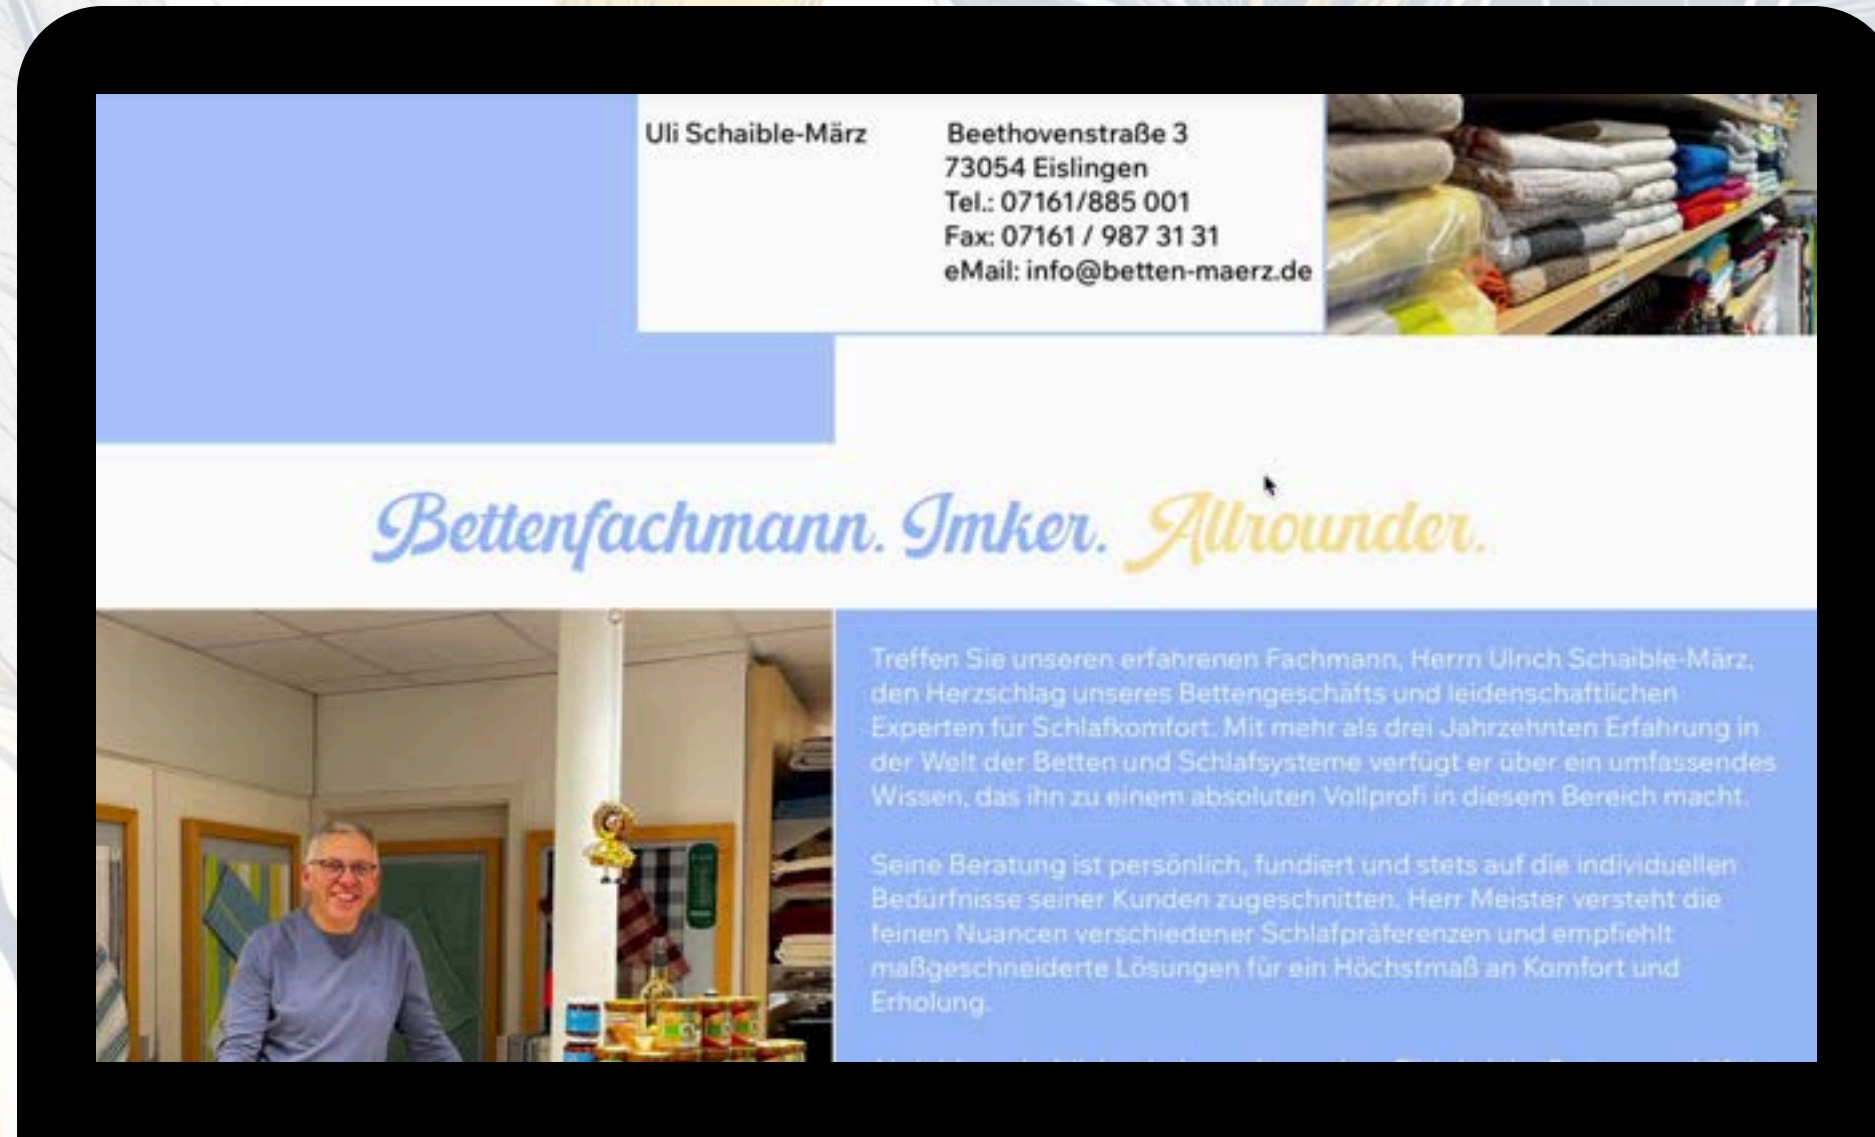 Uli Schaible-März
Beethovenstraße 3
73054 Eislingen
Tel.: 07161/885 001
Fax: 07161 / 987 31 31
eMail: info@betten-maerz.de
Bettenfachmann. Imker. Allrounder.
Treffen Sie unseren erfahrenen Fachmann, Herrn Ulrich Schaible-März,
den Herzschlag unseres Bettengeschäfts und leidenschaftlichen
Experten für Schlafkomfort. Mit mehr als drei Jahrzehnten Erfahrung in
der Welt der Betten und Schlafsysteme verfügt er über ein umfassendes
Wissen, das ihn zu einem absoluten Vollprofi in diesem Bereich macht.
Seine Beratung ist persönlich, fundiert und stets auf die individuellen
Bedürfnisse seiner Kunden zugeschnitten. Herr Meister versteht die
feinen Nuancen verschiedener Schlafpräferenzen und empfiehlt
maßgeschneiderte Lösungen für ein Höchstmaß an Komfort und
Erholung.